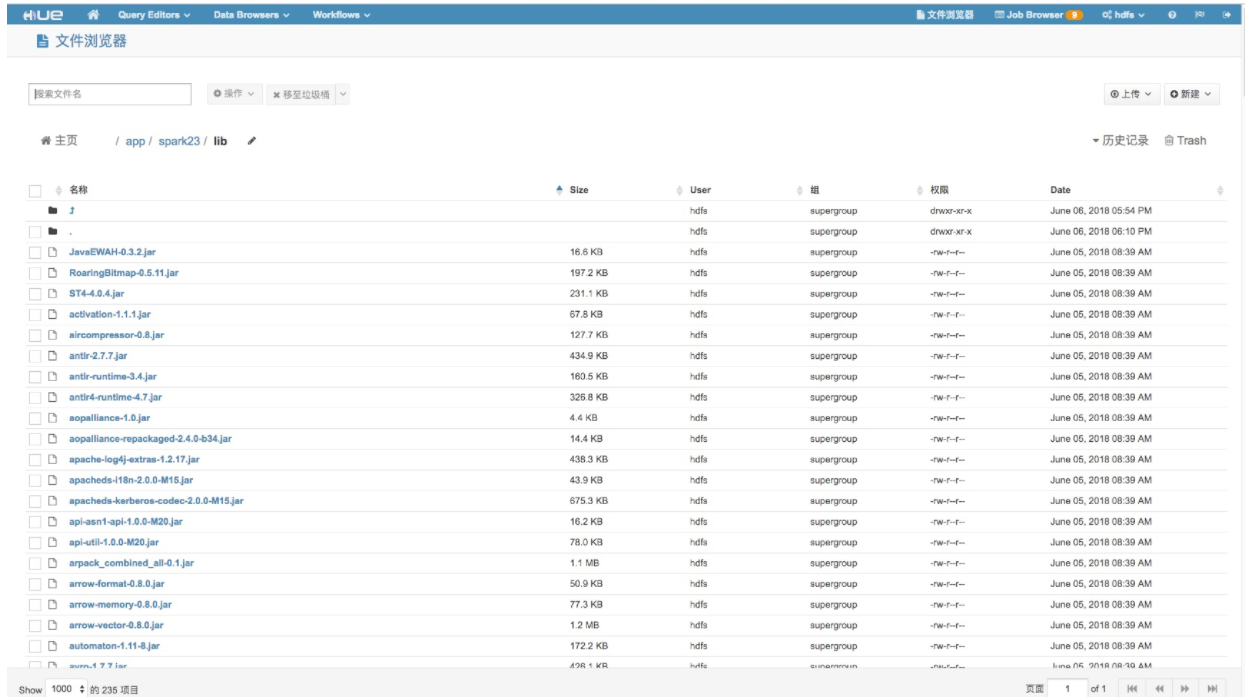 HUE Query Editors Data Browsers Workflows 文件浏览器 Job Browser 9 hdfs
文件浏览器
搜索文件名 操作 移至垃圾桶 上传 新建
主页 / app / spark23 / lib 历史记录 Trash
名称 Size User 组 权限 Date
hdfs supergroup drwxr-xr-x June 06, 2018 05:54 PM
. hdfs supergroup drwxr-xr-x June 06, 2018 06:10 PM
JavaEWAH-0.3.2.jar 16.6 KB hdfs supergroup -rw-r--r-- June 05, 2018 08:39 AM
RoaringBitmap-0.5.11.jar 197.2 KB hdfs supergroup -rw-r--r-- June 05, 2018 08:39 AM
ST4-4.0.4.jar 231.1 KB hdfs supergroup -rw-r--r-- June 05, 2018 08:39 AM
activation-1.1.1.jar 67.8 KB hdfs supergroup -rw-r--r-- June 05, 2018 08:39 AM
aircompressor-0.8.jar 127.7 KB hdfs supergroup -rw-r--r-- June 05, 2018 08:39 AM
antlr-2.7.7.jar 434.9 KB hdfs supergroup -rw-r--r-- June 05, 2018 08:39 AM
antlr-runtime-3.4.jar 160.5 KB hdfs supergroup -rw-r--r-- June 05, 2018 08:39 AM
antlr4-runtime-4.7.jar 326.8 KB hdfs supergroup -rw-r--r-- June 05, 2018 08:39 AM
aopalliance-1.0.jar 4.4 KB hdfs supergroup -rw-r--r-- June 05, 2018 08:39 AM
aopalliance-repackaged-2.4.0-b34.jar 14.4 KB hdfs supergroup -rw-r--r-- June 05, 2018 08:39 AM
apache-log4j-extras-1.2.17.jar 438.3 KB hdfs supergroup -rw-r--r-- June 05, 2018 08:39 AM
apacheds-i18n-2.0.0-M15.jar 43.9 KB hdfs supergroup -rw-r--r-- June 05, 2018 08:39 AM
apacheds-kerberos-codec-2.0.0-M15.jar 675.3 KB hdfs supergroup -rw-r--r-- June 05, 2018 08:39 AM
api-asn1-api-1.0.0-M20.jar 16.2 KB hdfs supergroup -rw-r--r-- June 05, 2018 08:39 AM
api-util-1.0.0-M20.jar 78.0 KB hdfs supergroup -rw-r--r-- June 05, 2018 08:39 AM
arpack_combined_all-0.1.jar 1.1 MB hdfs supergroup -rw-r--r-- June 05, 2018 08:39 AM
arrow-format-0.8.0.jar 50.9 KB hdfs supergroup -rw-r--r-- June 05, 2018 08:39 AM
arrow-memory-0.8.0.jar 77.3 KB hdfs supergroup -rw-r--r-- June 05, 2018 08:39 AM
arrow-vector-0.8.0.jar 1.2 MB hdfs supergroup -rw-r--r-- June 05, 2018 08:39 AM
automaton-1.11-8.jar 172.2 KB hdfs supergroup -rw-r--r-- June 05, 2018 08:39 AM
avro-1.7.7.jar 426.1 KB hdfs supergroup -rw-r--r-- June 05, 2018 08:39 AM
Show 1000 的 235 项目 页面 1 of 1